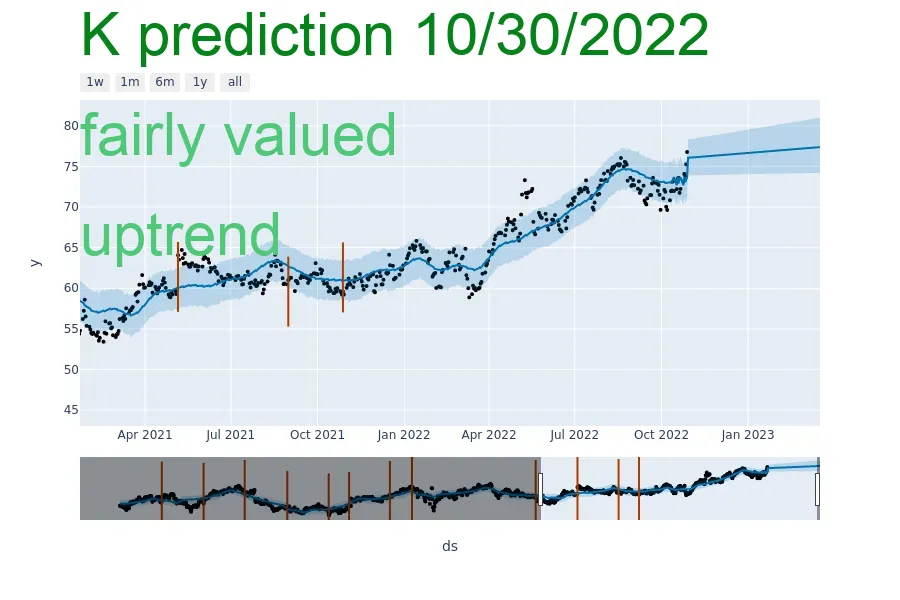 K prediction 10/30/2022
1w 1m 6m 1y all
fairly valued
uptrend
80
75
70
65
60
55
50
45
y
Apr 2021 Jul 2021 Oct 2021 Jan 2022 Apr 2022 Jul 2022 Oct 2022 Jan 2023
ds